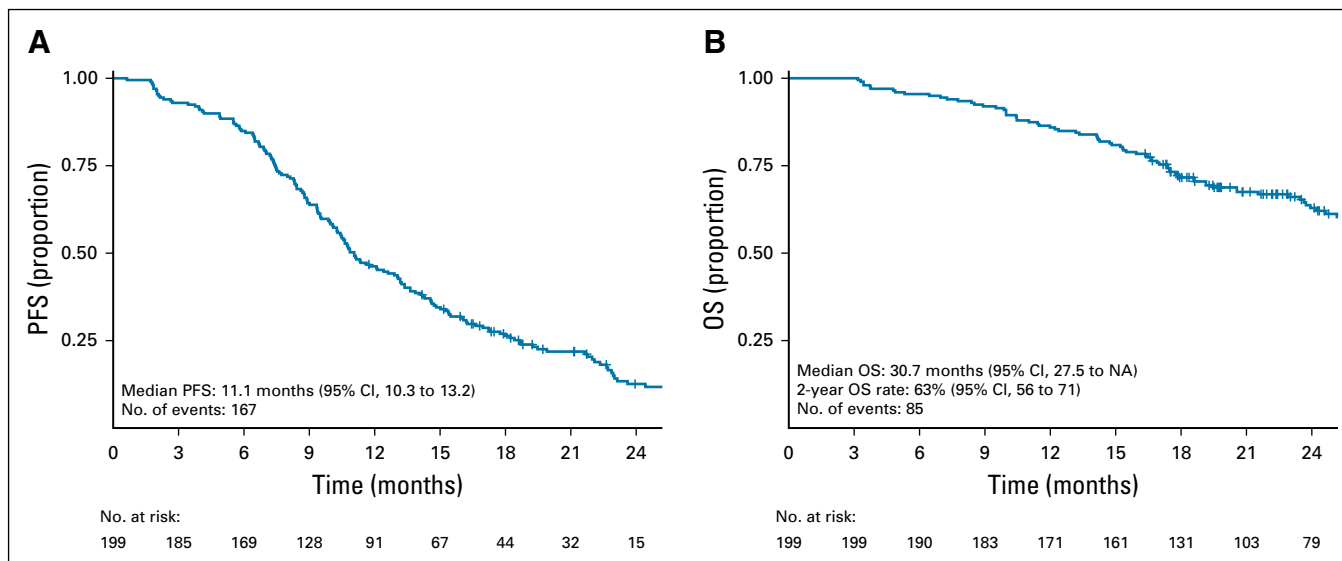 A
PFS (proportion)
1.00
0.75
0.50
0.25
Median PFS: 11.1 months (95% CI, 10.3 to 13.2)
No. of events: 167
0 3 6 9 12 15 18 21 24
Time (months)
No. at risk:
199 185 169 128 91 67 44 32 15
B
OS (proportion)
1.00
0.75
0.50
0.25
Median OS: 30.7 months (95% CI, 27.5 to NA)
2-year OS rate: 63% (95% CI, 56 to 71)
No. of events: 85
0 3 6 9 12 15 18 21 24
Time (months)
No. at risk:
199 199 190 183 171 161 131 103 79